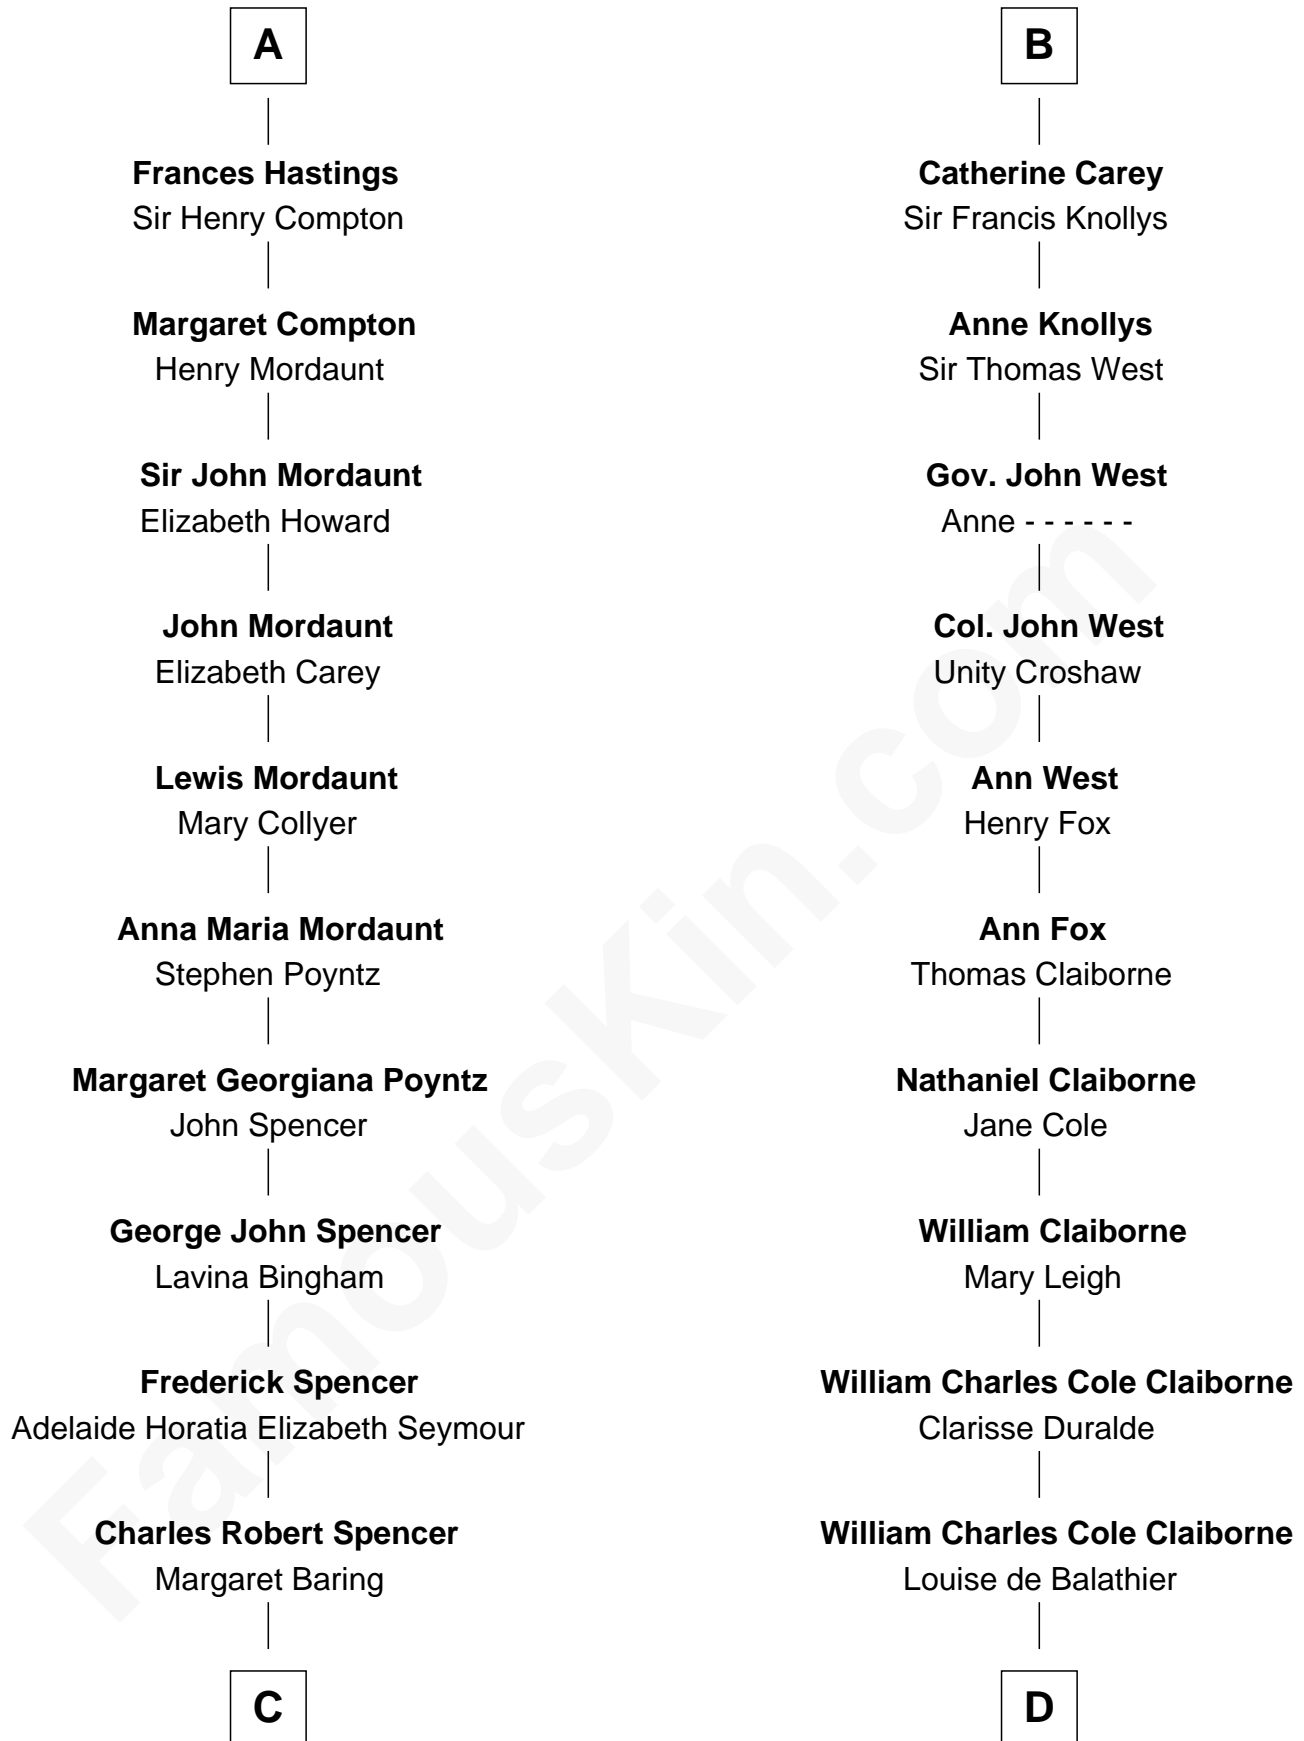 A
Frances Hastings
Sir Henry Compton
Margaret Compton
Henry Mordaunt
Sir John Mordaunt
Elizabeth Howard
John Mordaunt
Elizabeth Carey
Lewis Mordaunt
Mary Collyer
Anna Maria Mordaunt
Stephen Poyntz
Margaret Georgiana Poyntz
John Spencer
George John Spencer
Lavina Bingham
Frederick Spencer
Adelaide Horatia Elizabeth Seymour
Charles Robert Spencer
Margaret Baring
C
B
Catherine Carey
Sir Francis Knollys
Anne Knollys
Sir Thomas West
Gov. John West
Anne - - - - - -
Col. John West
Unity Croshaw
Ann West
Henry Fox
Ann Fox
Thomas Claiborne
Nathaniel Claiborne
Jane Cole
William Claiborne
Mary Leigh
William Charles Cole Claiborne
Clarisse Duralde
William Charles Cole Claiborne
Louise de Balathier
D
FamousKin.com